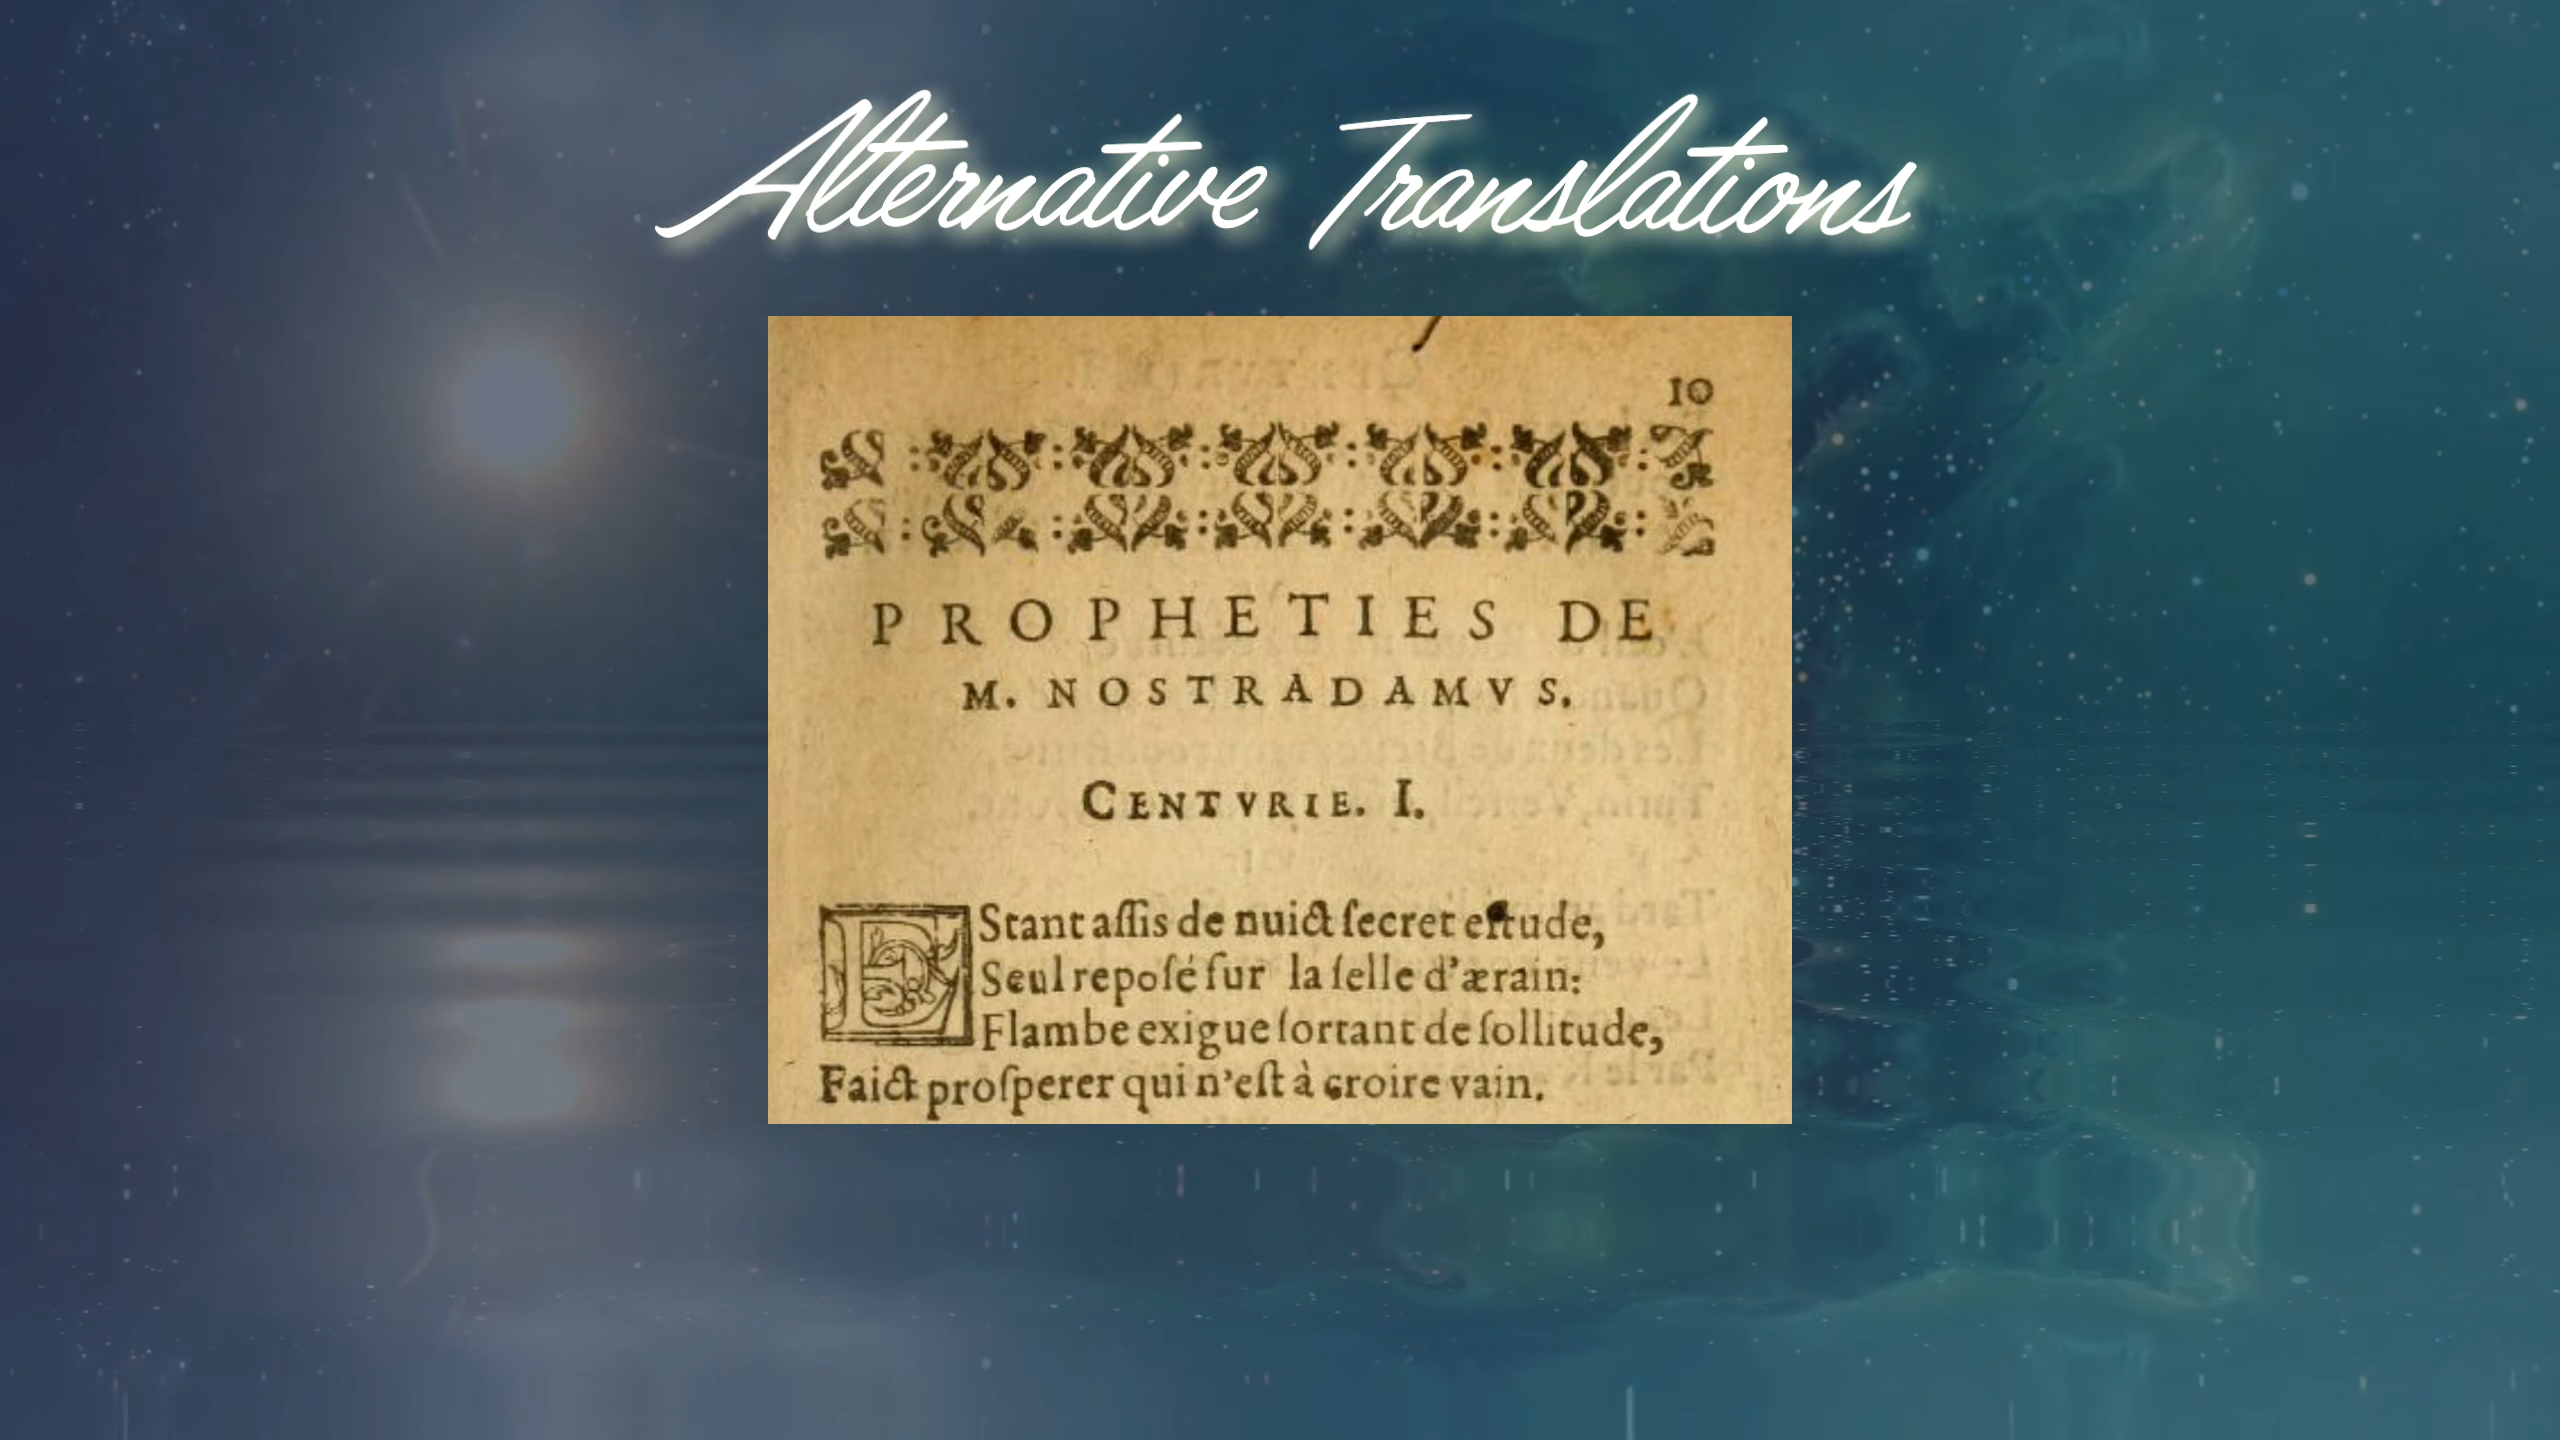 Alternative Translations
10
PROPHETIES DE
M. NOSTRADAMVS.
CENTVRIE. I.
EStant aſſis de nuict ſecret eſtude,
Seul repoſé ſur la ſelle d'ærain:
Flambe exigue ſortant de ſollitude,
Faict proſperer qui n'eſt à croire vain.